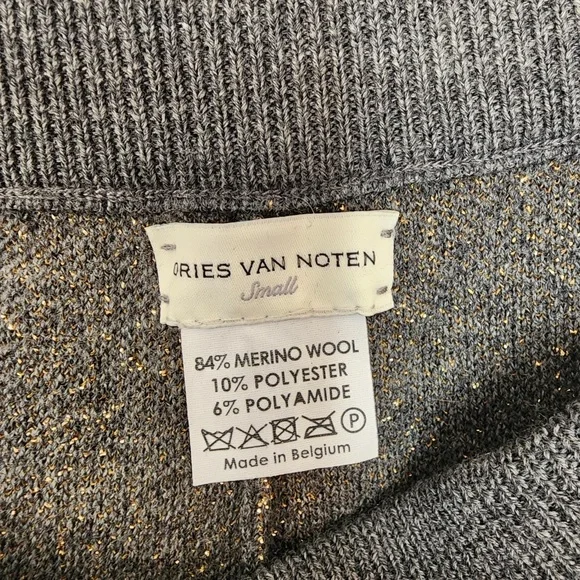 DRIES VAN NOTEN
Small
84% MERINO WOOL
10% POLYESTER
6% POLYAMIDE
P
Made in Belgium